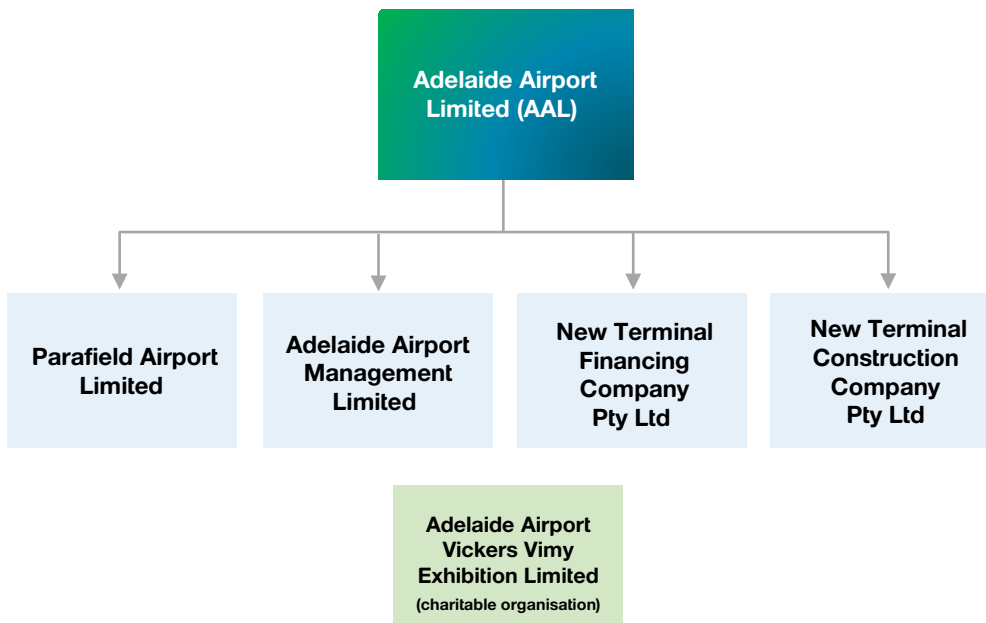 Adelaide Airport
Limited (AAL)
Parafield Airport
Limited
Adelaide Airport
Management
Limited
New Terminal
Financing
Company
Pty Ltd
New Terminal
Construction
Company
Pty Ltd
Adelaide Airport
Vickers Vimy
Exhibition Limited
(charitable organisation)